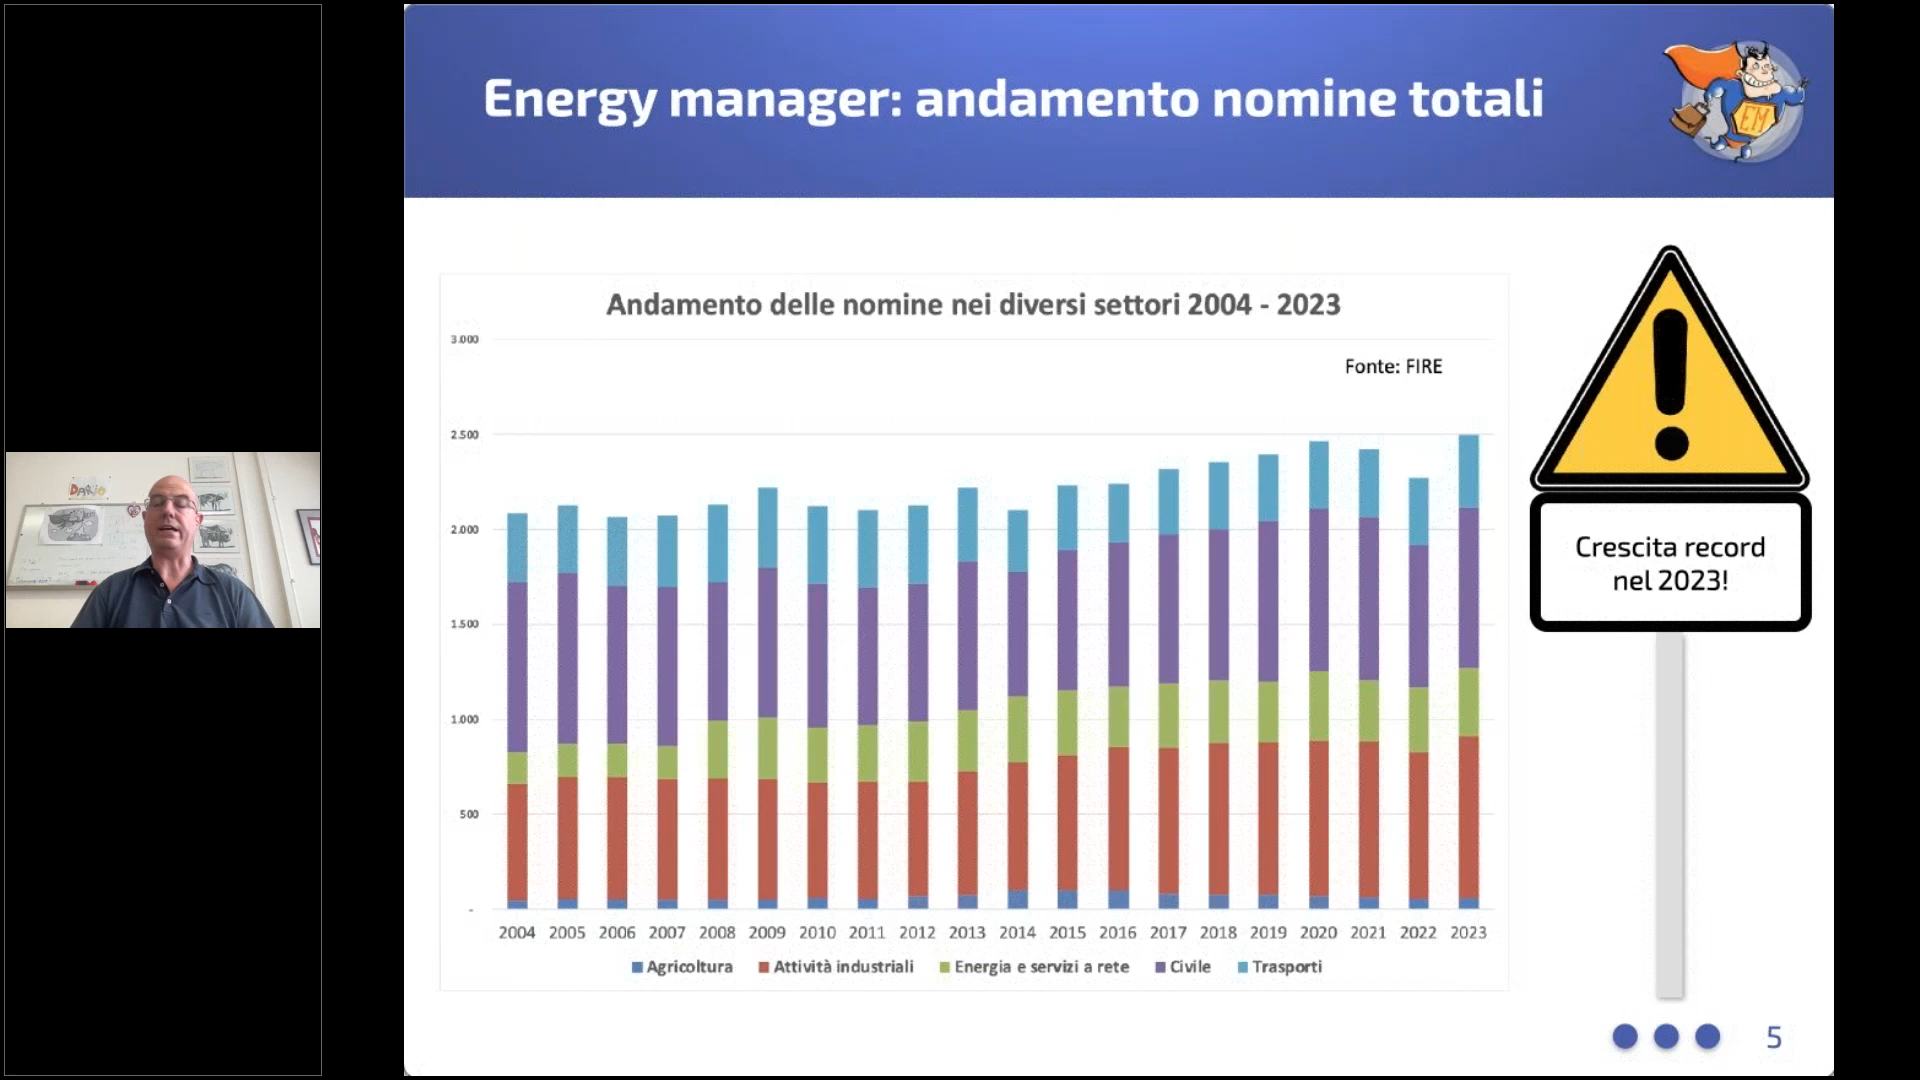 Energy manager: andamento nomine totali
EM
Andamento delle nomine nei diversi settori 2004 - 2023
Fonte: FIRE
3.000
2.500
2.000
1.500
1.000
500
-
2004 2005 2006 2007 2008 2009 2010 2011 2012 2013 2014 2015 2016 2017 2018 2019 2020 2021 2022 2023
Agricoltura Attività industriali Energia e servizi a rete Civile Trasporti
Crescita record
nel 2023!
5
DARIO